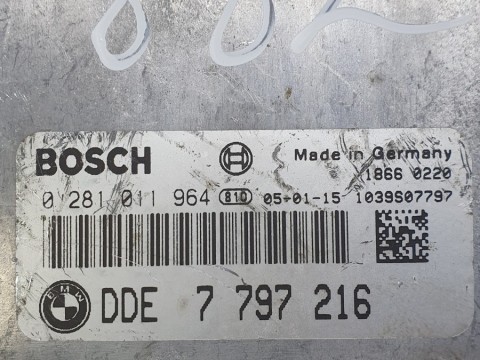 BOSCH Made in Germany
1866 0220
0 281 011 964 810 05-01-15 1039S07797
BMW DDE 7 797 216